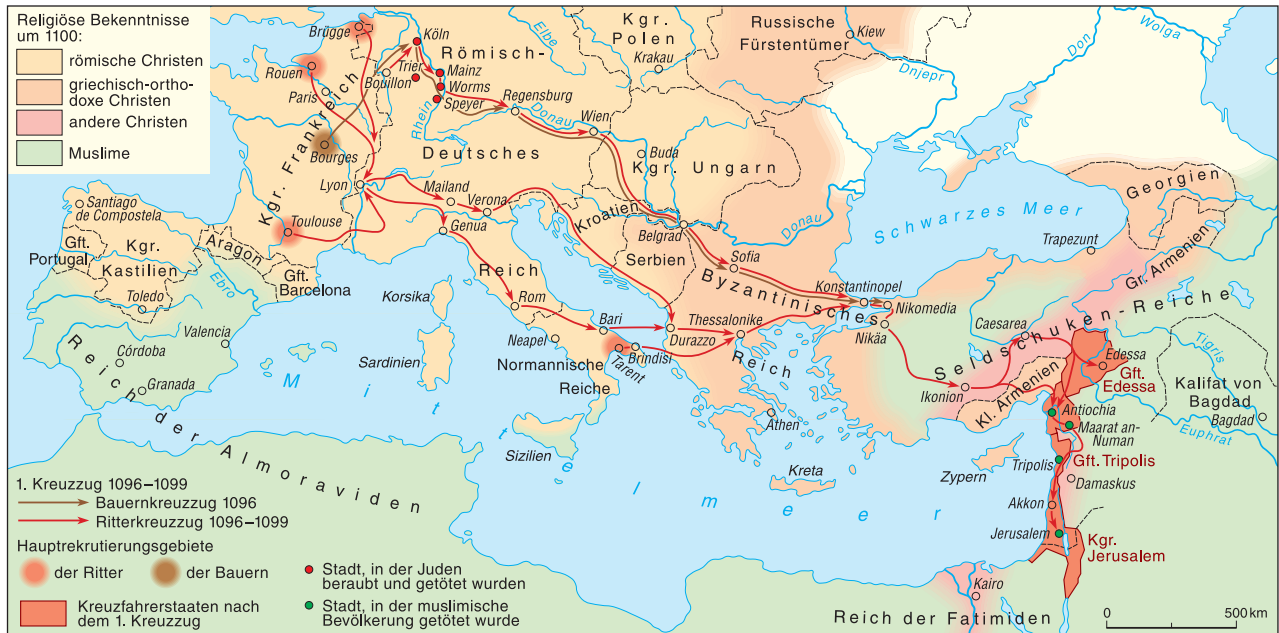 Religiöse Bekenntnisse
um 1100:
römische Christen
griechisch-ortho-
doxe Christen
andere Christen
Muslime
Brügge
Köln
Römisch-
Elbe
Kgr.
Polen
Krakau
Russische
Fürstentümer
Kiew
Dnjepr
Don
Wolga
Rouen
Paris
Bouillon
Trier
Mainz
Worms
Speyer
Rhein
Regensburg
Donau
Wien
Kgr. Frankreich
Bourges
Deutsches
Buda
Kgr. Ungarn
Lyon
Mailand
Verona
Genua
Kroatien
Belgrad
Serbien
Donau
Schwarzes Meer
Georgien
Trapezunt
Gr. Armenien
Santiago
de Compostela
Toulouse
Gft.
Portugal
Kgr.
Kastilien
Aragon
Gft.
Barcelona
Ebro
Toledo
Valencia
Córdoba
Granada
Korsika
Reich
Rom
Sardinien
Neapel
Bari
Tarent
Brindisi
Durazzo
Sofia
Byzantinisches
Reich
Thessalonike
Konstantinopel
Nikomedia
Nikäa
Caesarea
Seldschuken-Reiche
Ikonion
Kl. Armenien
Edessa
Gft.
Edessa
Tigris
Kalifat von
Bagdad
Bagdad
Euphrat
Normannische
Reiche
Sizilien
Athen
Kreta
Zypern
Antiochia
Maarat an-
Numan
Tripolis
Gft. Tripolis
Damaskus
Akkon
Jerusalem
Kgr.
Jerusalem
Mittelmeer
Reich der Almoraviden
Kairo
Reich der Fatimiden
1. Kreuzzug 1096–1099
Bauernkreuzzug 1096
Ritterkreuzzug 1096–1099
Hauptrekrutierungsgebiete
der Ritter
der Bauern
Kreuzfahrerstaaten nach
dem 1. Kreuzzug
Stadt, in der Juden
beraubt und getötet wurden
Stadt, in der muslimische
Bevölkerung getötet wurde
0 500 km